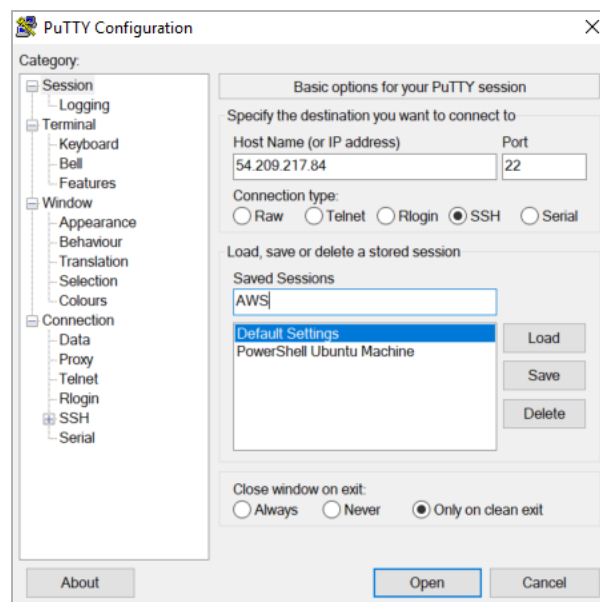 PuTTY Configuration
Category:
Session
Logging
Terminal
Keyboard
Bell
Features
Window
Appearance
Behaviour
Translation
Selection
Colours
Connection
Data
Proxy
Telnet
Rlogin
SSH
Serial
Basic options for your PuTTY session
Specify the destination you want to connect to
Host Name (or IP address) Port
54.209.217.84 22
Connection type:
Raw Telnet Rlogin SSH Serial
Load, save or delete a stored session
Saved Sessions
AWS
Default Settings
PowerShell Ubuntu Machine
Load
Save
Delete
Close window on exit:
Always Never Only on clean exit
About Open Cancel